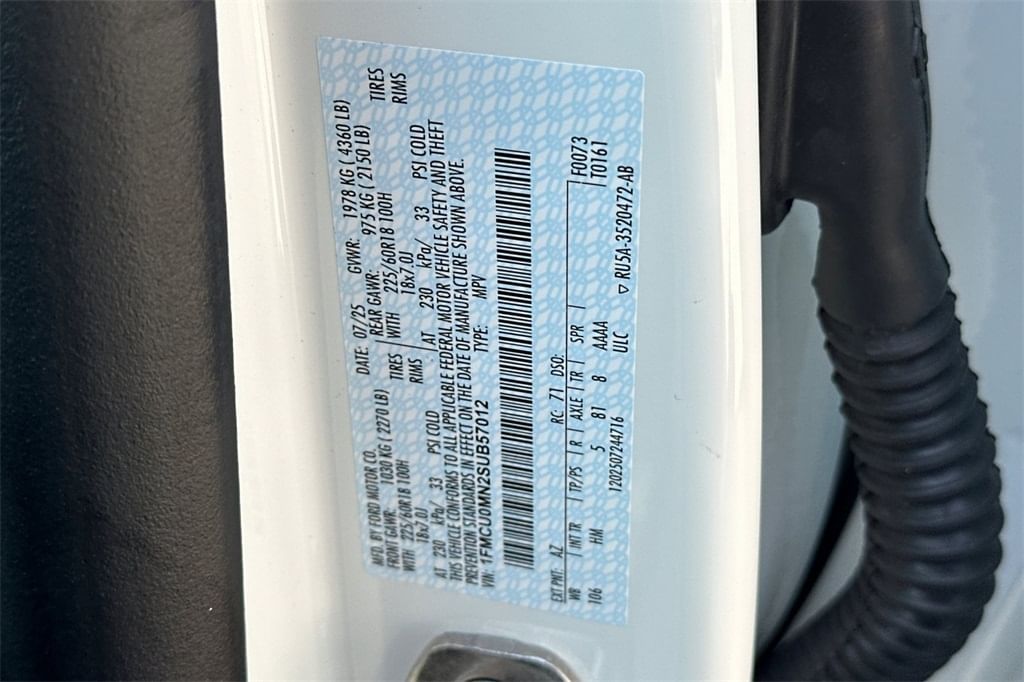 MFD. BY FORD MOTOR CO.
DATE: 07/25 GVWR: 1978 KG ( 4360 LB)
FRONT GAWR: 1030 KG ( 2270 LB)
REAR GAWR: 975 KG ( 2150 LB)
WITH 225/60R18 100H TIRES
WITH 225/60R18 100H TIRES
18x7.0J RIMS
18x7.0J RIMS
AT 230 kPa/ 33 PSI COLD
AT 230 kPa/ 33 PSI COLD
THIS VEHICLE CONFORMS TO ALL APPLICABLE FEDERAL MOTOR VEHICLE SAFETY AND THEFT
PREVENTION STANDARDS IN EFFECT ON THE DATE OF MANUFACTURE SHOWN ABOVE.
VIN: 1FMCU0MN2SUB57012 TYPE: MPV
EXT PNT: AZ RC: 71 DSO: F0073
WB INT TR TP/PS R AXLE TR SPR T0161
106 HM 5 81 8 AAAA
120250724471​6 ULC
▽ RU5A-3520472-AB